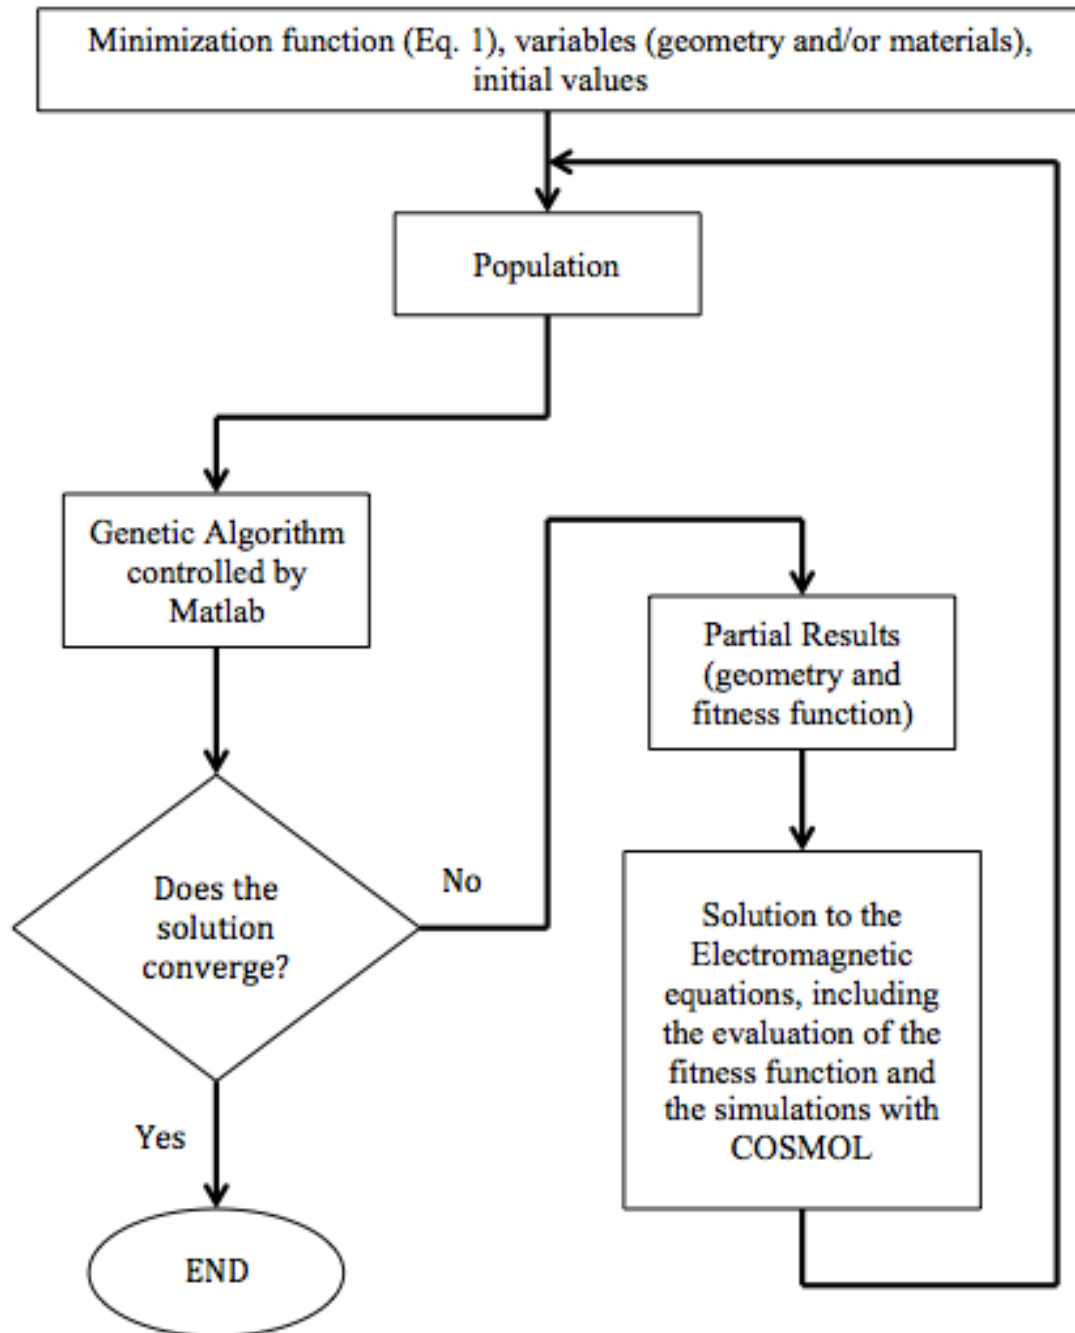 Minimization function (Eq. 1), variables (geometry and/or materials),
initial values
Population
Genetic Algorithm
controlled by
Matlab
Does the
solution
converge?
No
Yes
END
Partial Results
(geometry and
fitness function)
Solution to the
Electromagnetic
equations, including
the evaluation of the
fitness function and
the simulations with
COSMOL